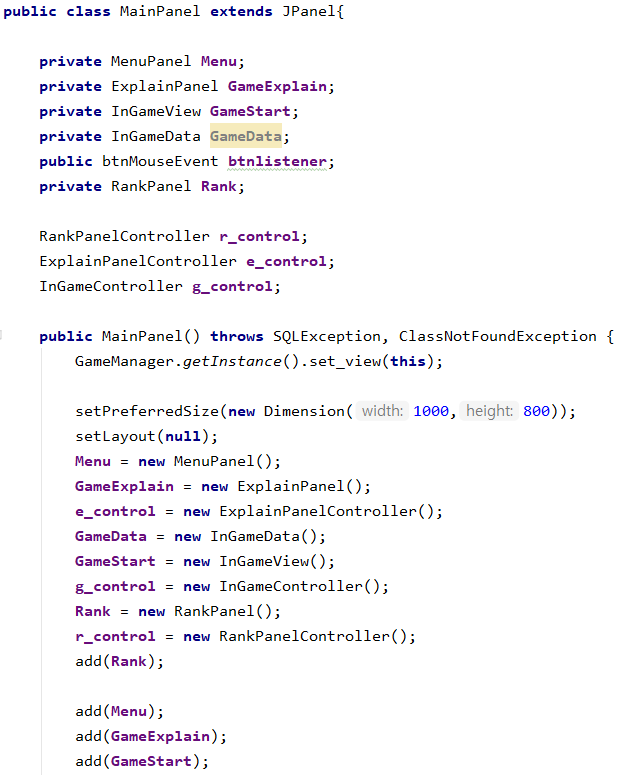 public class MainPanel extends JPanel{
private MenuPanel Menu;
private ExplainPanel GameExplain;
private InGameView GameStart;
private InGameData GameData;
public btnMouseEvent btnlistener;
private RankPanel Rank;
RankPanelController r_control;
ExplainPanelController e_control;
InGameController g_control;
public MainPanel() throws SQLException, ClassNotFoundException {
GameManager.getInstance().set_view(this);
setPreferredSize(new Dimension( width: 1000, height: 800));
setLayout(null);
Menu = new MenuPanel();
GameExplain = new ExplainPanel();
e_control = new ExplainPanelController();
GameData = new InGameData();
GameStart = new InGameView();
g_control = new InGameController();
Rank = new RankPanel();
r_control = new RankPanelController();
add(Rank);
add(Menu);
add(GameExplain);
add(GameStart);